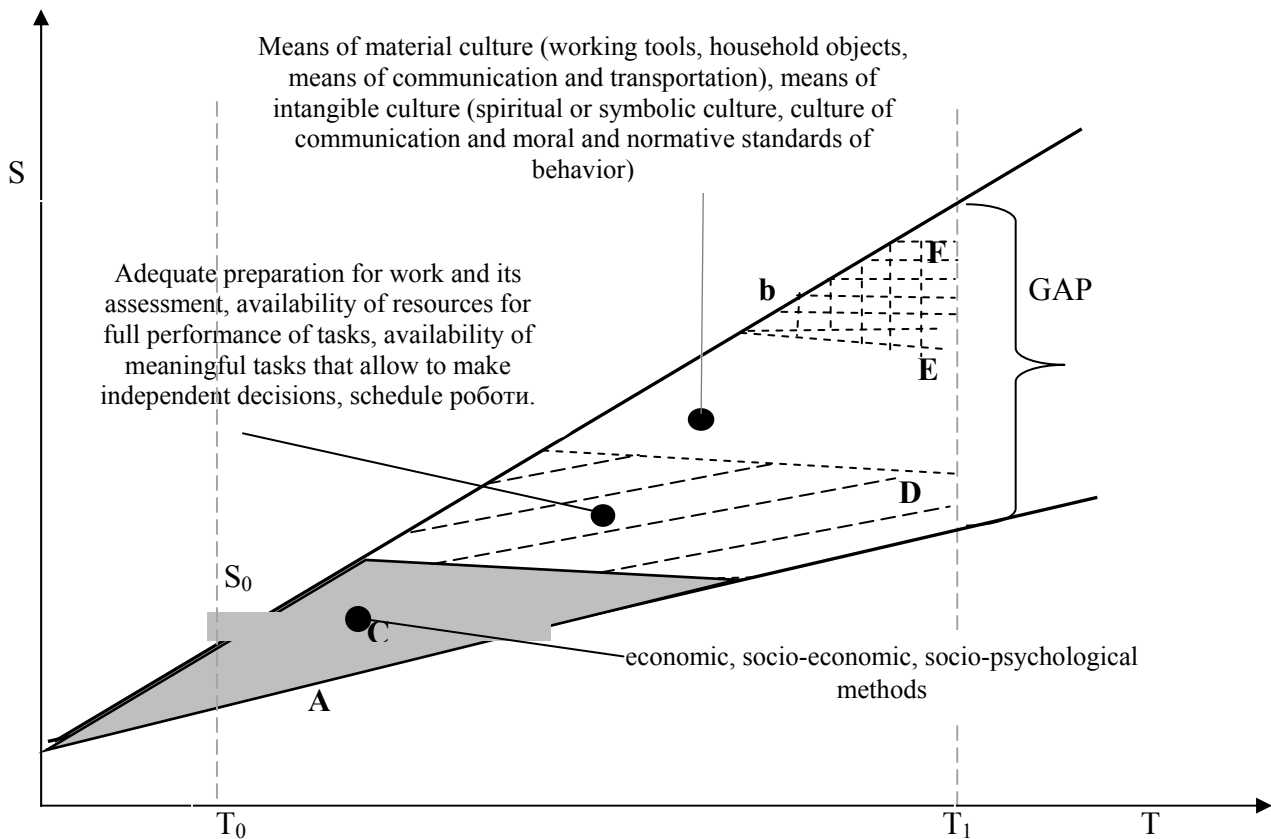 Means of material culture (working tools, household objects,
means of communication and transportation), means of
intangible culture (spiritual or symbolic culture, culture of
communication and moral and normative standards of
behavior)
S
F
Adequate preparation for work and its
assessment, availability of resources for
full performance of tasks, availability of
meaningful tasks that allow to make
independent decisions, schedule роботи.
b
GAP
E
D
S₀
C
economic, socio-economic, socio-psychological
methods
A
T₀
T₁
T